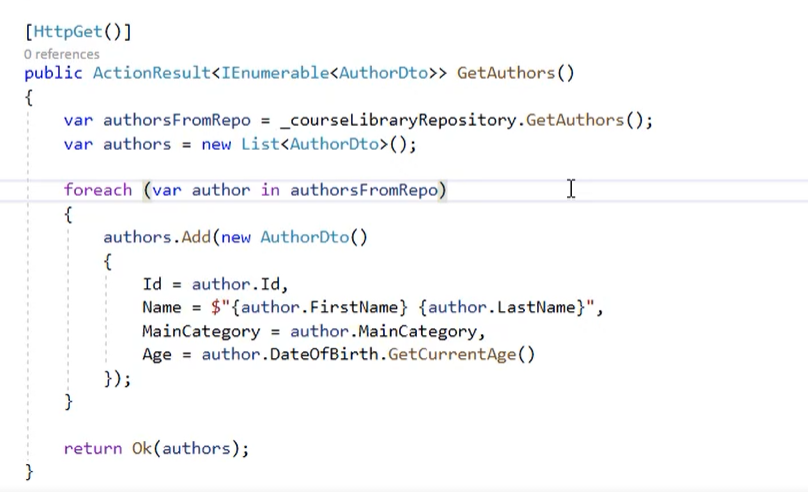 [HttpGet()]
0 references
public ActionResult<IEnumerable<AuthorDto>> GetAuthors()
{
var authorsFromRepo = _courseLibraryRepository.GetAuthors();
var authors = new List<AuthorDto>();
foreach (var author in authorsFromRepo)
{
authors.Add(new AuthorDto()
{
Id = author.Id,
Name = $"{author.FirstName} {author.LastName}",
MainCategory = author.MainCategory,
Age = author.DateOfBirth.GetCurrentAge()
});
}
return Ok(authors);
}